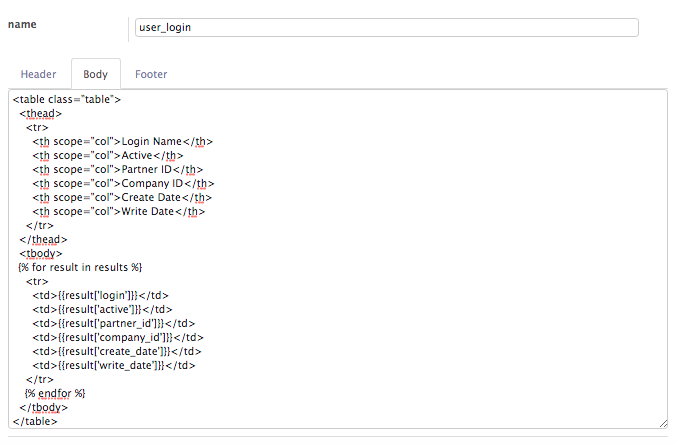 name
user_login
Header
Body
Footer
<table class="table">
<thead>
<tr>
<th scope="col">Login Name</th>
<th scope="col">Active</th>
<th scope="col">Partner ID</th>
<th scope="col">Company ID</th>
<th scope="col">Create Date</th>
<th scope="col">Write Date</th>
</tr>
</thead>
<tbody>
{% for result in results %}
<tr>
<td>{{result['login']}}</td>
<td>{{result['active']}}</td>
<td>{{result['partner_id']}}</td>
<td>{{result['company_id']}}</td>
<td>{{result['create_date']}}</td>
<td>{{result['write_date']}}</td>
</tr>
{% endfor %}
</tbody>
</table>